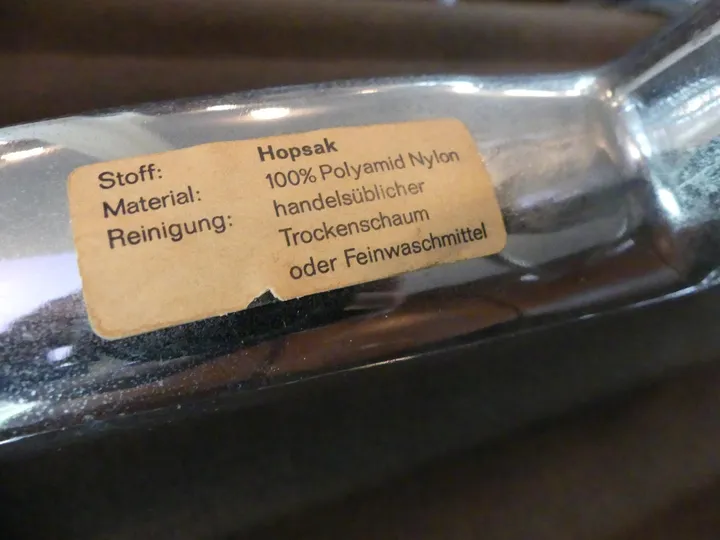 Stoff: Hopsak
Material: 100% Polyamid Nylon
Reinigung: handelsüblicher
Trockenschaum
oder Feinwaschmittel